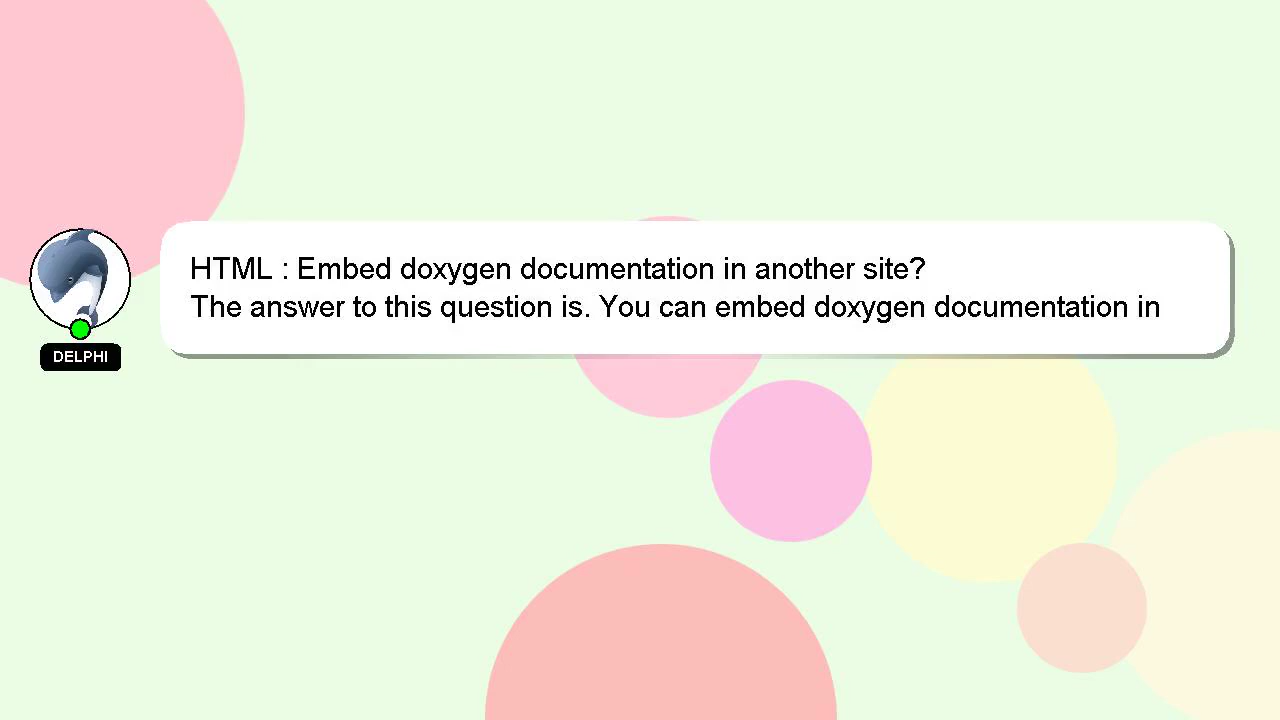 HTML : Embed doxygen documentation in another site?
The answer to this question is. You can embed doxygen documentation in
DELPHI